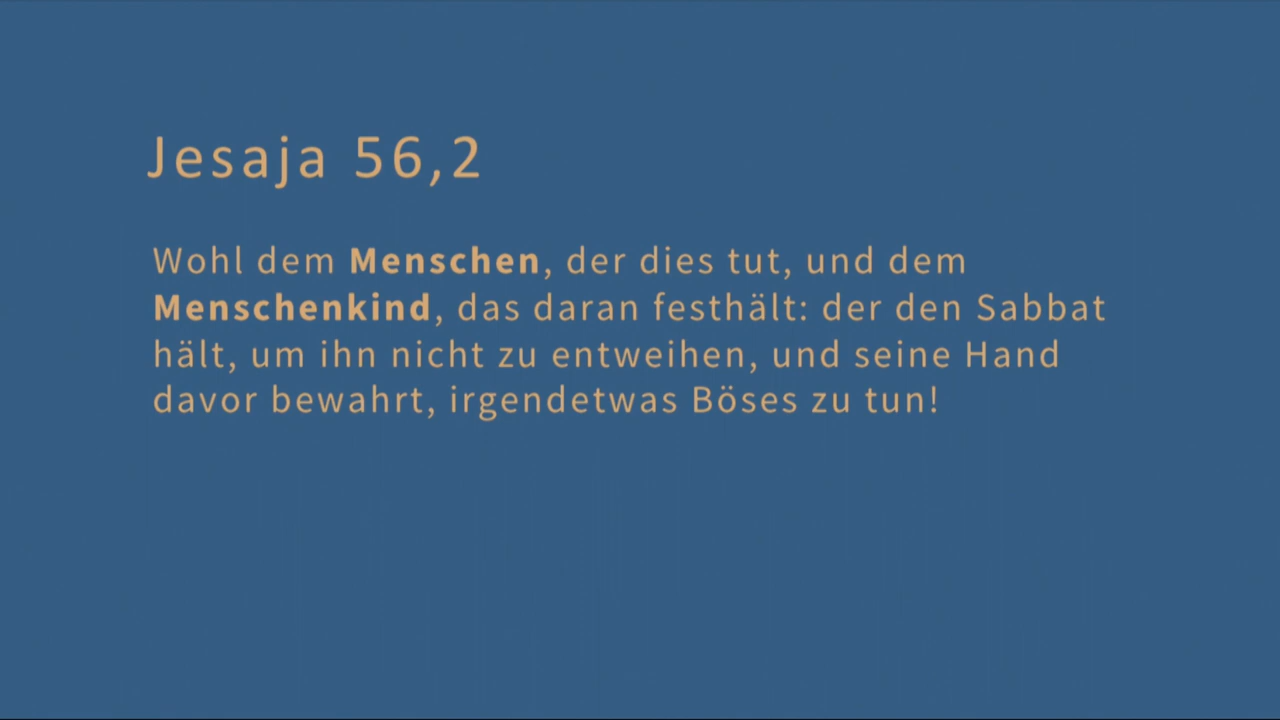 Jesaja 56,2
Wohl dem Menschen, der dies tut, und dem
Menschenkind, das daran festhält: der den Sabbat
hält, um ihn nicht zu entweihen, und seine Hand
davor bewahrt, irgendetwas Böses zu tun!